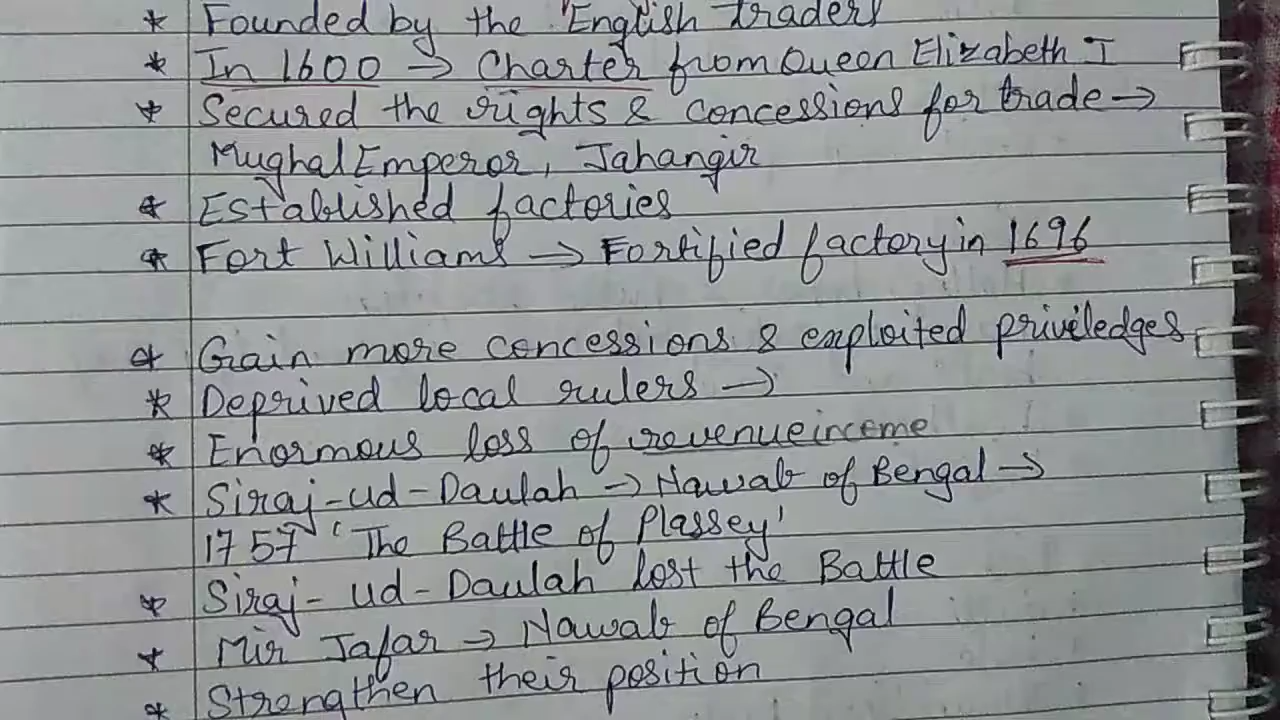 * Founded by the English traders
* In 1600 → Charter from Queen Elizabeth I
* Secured the rights & concessions for trade →
Mughal Emperor, Jahangir
* Established factories
* Fort Williams → Fortified factory in 1696
* Gain more concessions & exploited priviledges
* Deprived local rulers →
* Enormous loss of revenue income
* Siraj-ud-Daulah → Nawab of Bengal →
1757 'The Battle of Plassey'
* Siraj-ud-Daulah lost the Battle
* Mir Jafar → Nawab of Bengal
* Strengthen their position